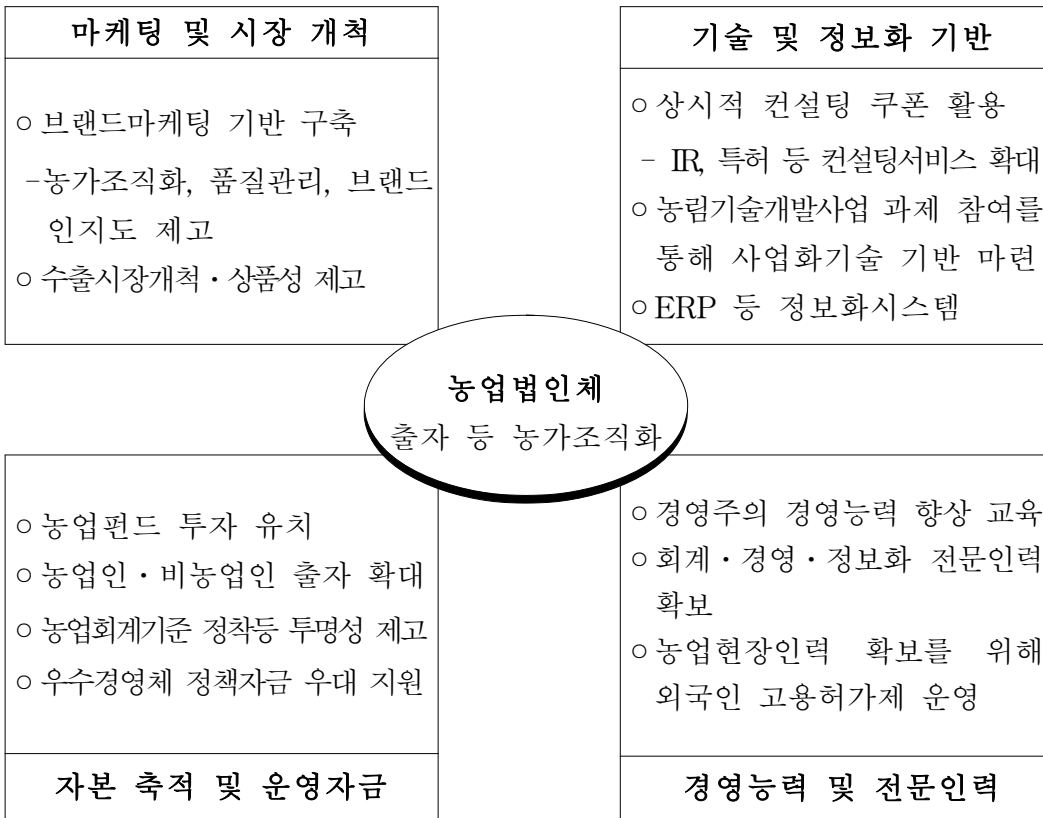 마케팅 및 시장 개척
○ 브랜드마케팅 기반 구축
-농가조직화, 품질관리, 브랜드
인지도 제고
○ 수출시장개척・상품성 제고
기술 및 정보화 기반
○ 상시적 컨설팅 쿠폰 활용
- IR, 특허 등 컨설팅서비스 확대
○ 농림기술개발사업 과제 참여를
통해 사업화기술 기반 마련
○ ERP 등 정보화시스템
농업법인체
출자 등 농가조직화
○ 농업펀드 투자 유치
○ 농업인・비농업인 출자 확대
○ 농업회계기준 정착등 투명성 제고
○ 우수경영체 정책자금 우대 지원
자본 축적 및 운영자금
○ 경영주의 경영능력 향상 교육
○ 회계・경영・정보화 전문인력
확보
○ 농업현장인력 확보를 위해
외국인 고용허가제 운영
경영능력 및 전문인력